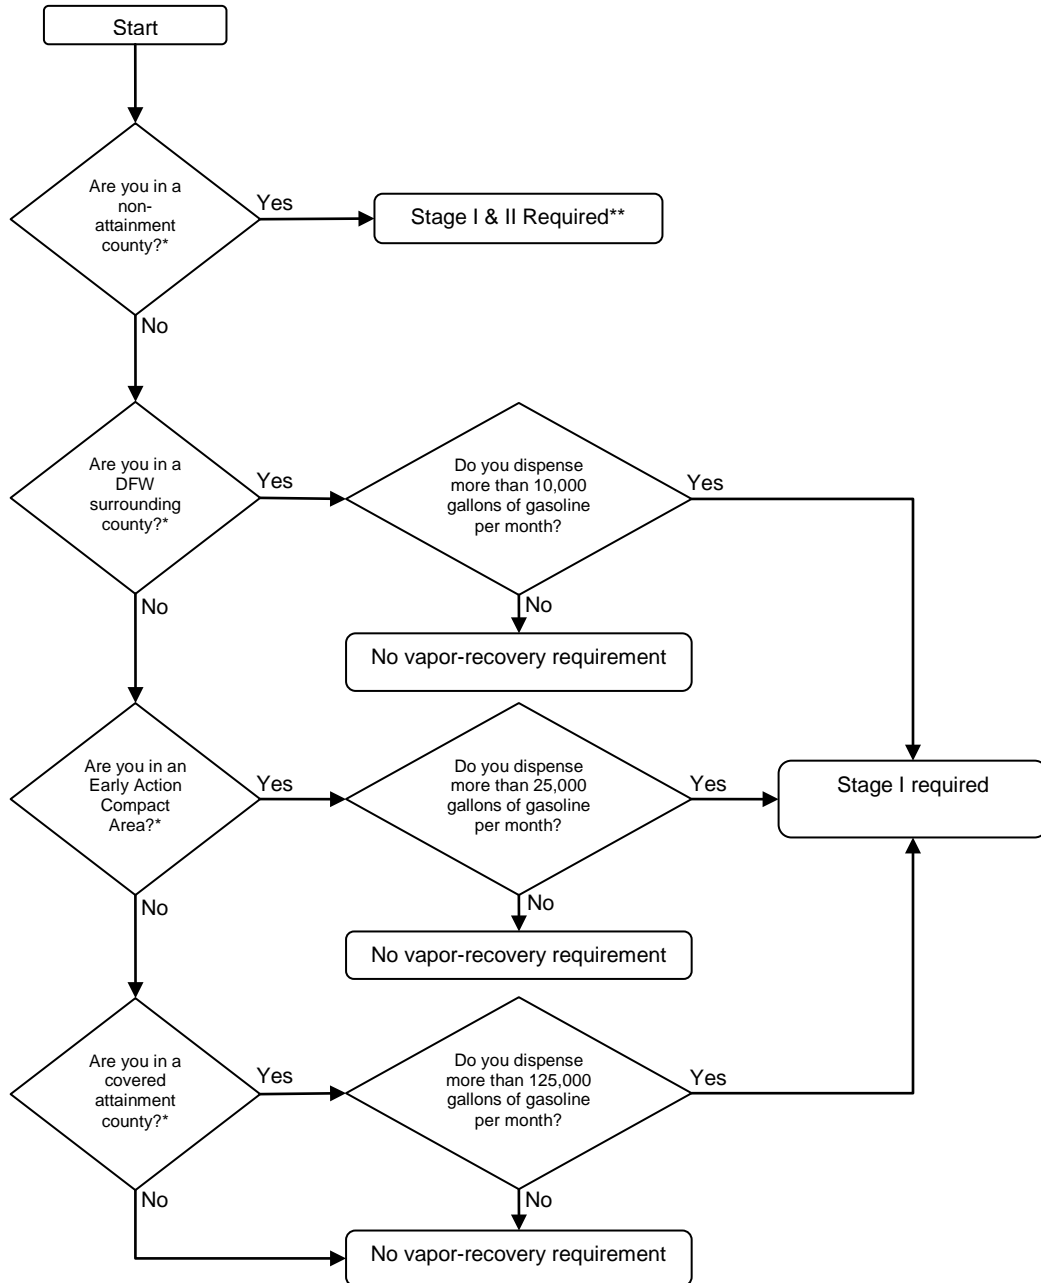 Start
Are you in a
non-
attainment
county?*
Yes
Stage I & II Required**
No
Are you in a
DFW
surrounding
county?*
Yes
Do you dispense
more than 10,000
gallons of gasoline
per month?
Yes
No
No
No vapor-recovery requirement
Are you in an
Early Action
Compact
Area?*
Yes
Do you dispense
more than 25,000
gallons of gasoline
per month?
Yes
Stage I required
No
No
No vapor-recovery requirement
Are you in a
covered
attainment
county?*
Yes
Do you dispense
more than 125,000
gallons of gasoline
per month?
Yes
No
No
No vapor-recovery requirement